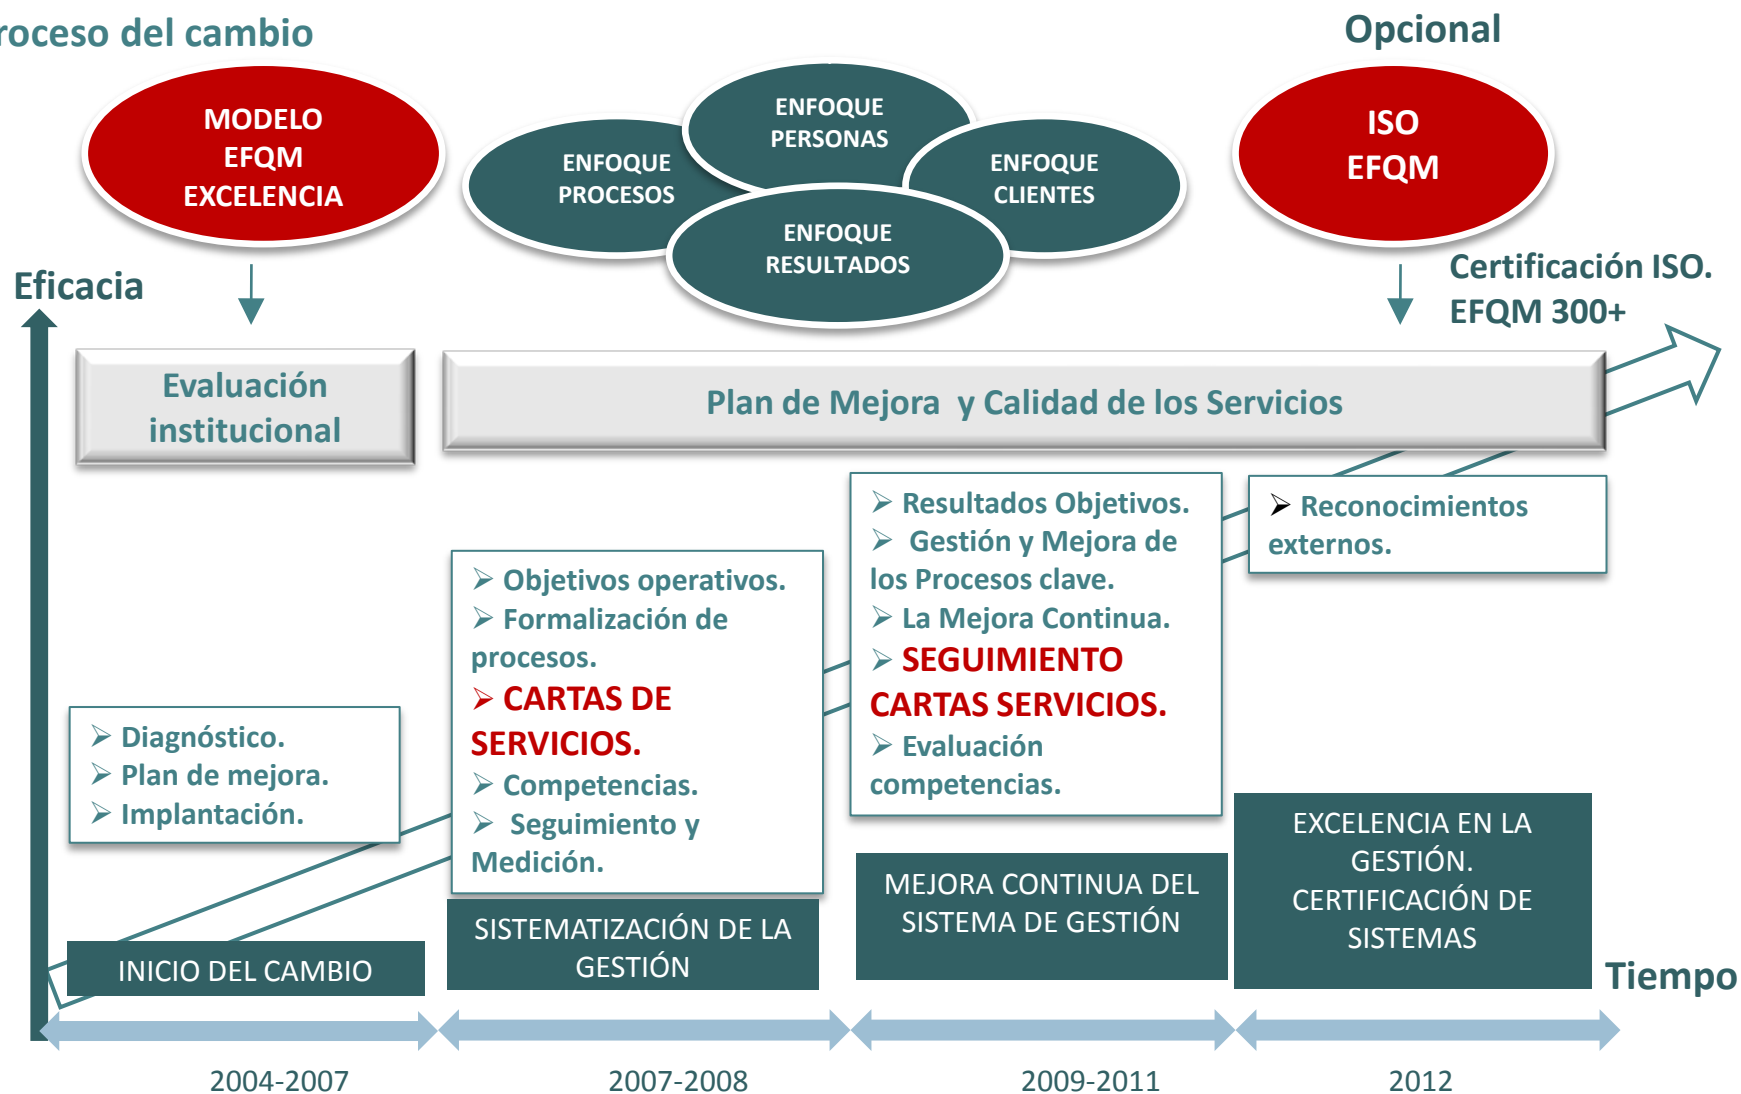 roceso del cambio
Opcional
MODELO
EFQM
EXCELENCIA
ENFOQUE
PROCESOS
ENFOQUE
PERSONAS
ENFOQUE
CLIENTES
ENFOQUE
RESULTADOS
ISO
EFQM
Eficacia
Certificación ISO.
EFQM 300+
Evaluación
institucional
Plan de Mejora y Calidad de los Servicios
➢ Diagnóstico.
➢ Plan de mejora.
➢ Implantación.
➢ Objetivos operativos.
➢ Formalización de
procesos.
➢ CARTAS DE
SERVICIOS.
➢ Competencias.
➢ Seguimiento y
Medición.
➢ Resultados Objetivos.
➢ Gestión y Mejora de
los Procesos clave.
➢ La Mejora Continua.
➢ SEGUIMIENTO
CARTAS SERVICIOS.
➢ Evaluación
competencias.
➢ Reconocimientos
externos.
INICIO DEL CAMBIO
SISTEMATIZACIÓN DE LA
GESTIÓN
MEJORA CONTINUA DEL
SISTEMA DE GESTIÓN
EXCELENCIA EN LA
GESTIÓN.
CERTIFICACIÓN DE
SISTEMAS
Tiempo
2004-2007
2007-2008
2009-2011
2012